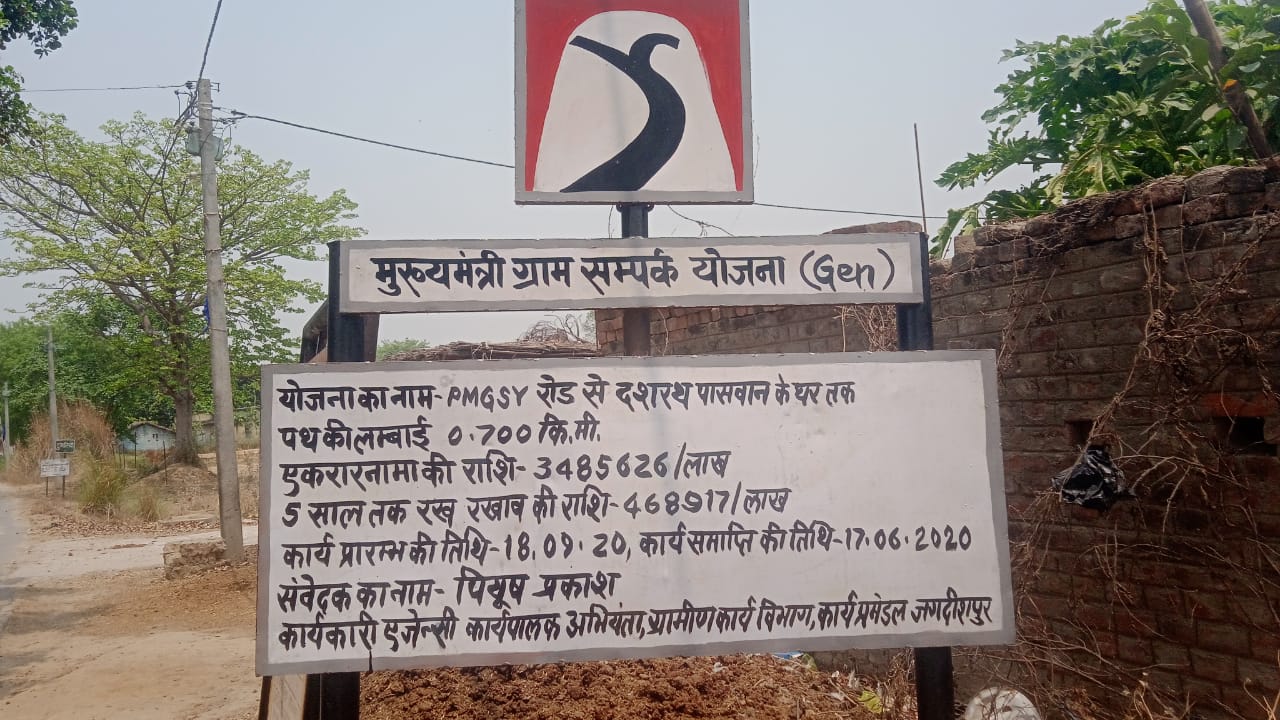 मुख्यमंत्री ग्राम सम्पर्क योजना (Gen)
योजना का नाम- PMGSY रोड से दशरथ पासवान के घर तक
पथ की लम्बाई 0.700 कि.मी.
एकरारनामा की राशि- 3485626/लाख
5 साल तक रख रखाव की राशि-468917/लाख
कार्य प्रारम्भ की तिथि-18.09.20, कार्य समाप्ति की तिथि-17.06.2020
संवेदक का नाम- पियूष प्रकाश
कार्यकारी एजेन्सी कार्यपालक अभियंता, ग्रामीण कार्य विभाग, कार्य प्रमंडल जगदीशपुर